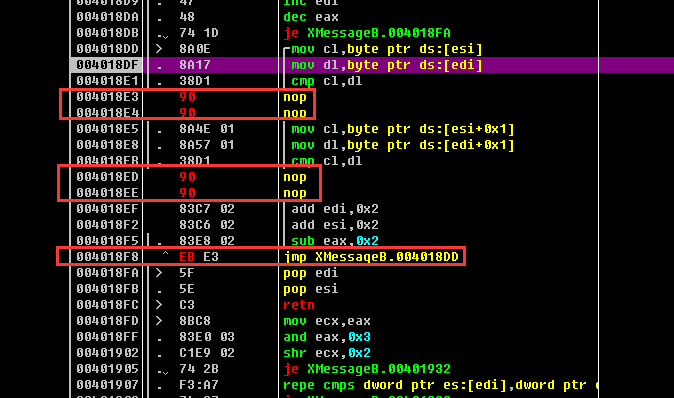 004018D9 . 47 inc edi
004018DA . 48 dec eax
004018DB . 74 1D je XMessageB.004018FA
004018DD > 8A0E mov cl,byte ptr ds:[esi]
004018DF . 8A17 mov dl,byte ptr ds:[edi]
004018E1 . 38D1 cmp cl,dl
004018E3 90 nop
004018E4 90 nop
004018E5 . 8A4E 01 mov cl,byte ptr ds:[esi+0x1]
004018E8 . 8A57 01 mov dl,byte ptr ds:[edi+0x1]
004018EB . 38D1 cmp cl,dl
004018ED 90 nop
004018EE 90 nop
004018EF 83C7 02 add edi,0x2
004018F2 83C6 02 add esi,0x2
004018F5 . 83E8 02 sub eax,0x2
004018F8 ^ EB E3 jmp XMessageB.004018DD
004018FA > 5F pop edi
004018FB . 5E pop esi
004018FC > C3 retn
004018FD > 8BC8 mov ecx,eax
004018FF . 83E0 03 and eax,0x3
00401902 . C1E9 02 shr ecx,0x2
00401905 . 74 2B je XMessageB.00401932
00401907 . F3:A7 repe cmps dword ptr es:[edi],dword ptr